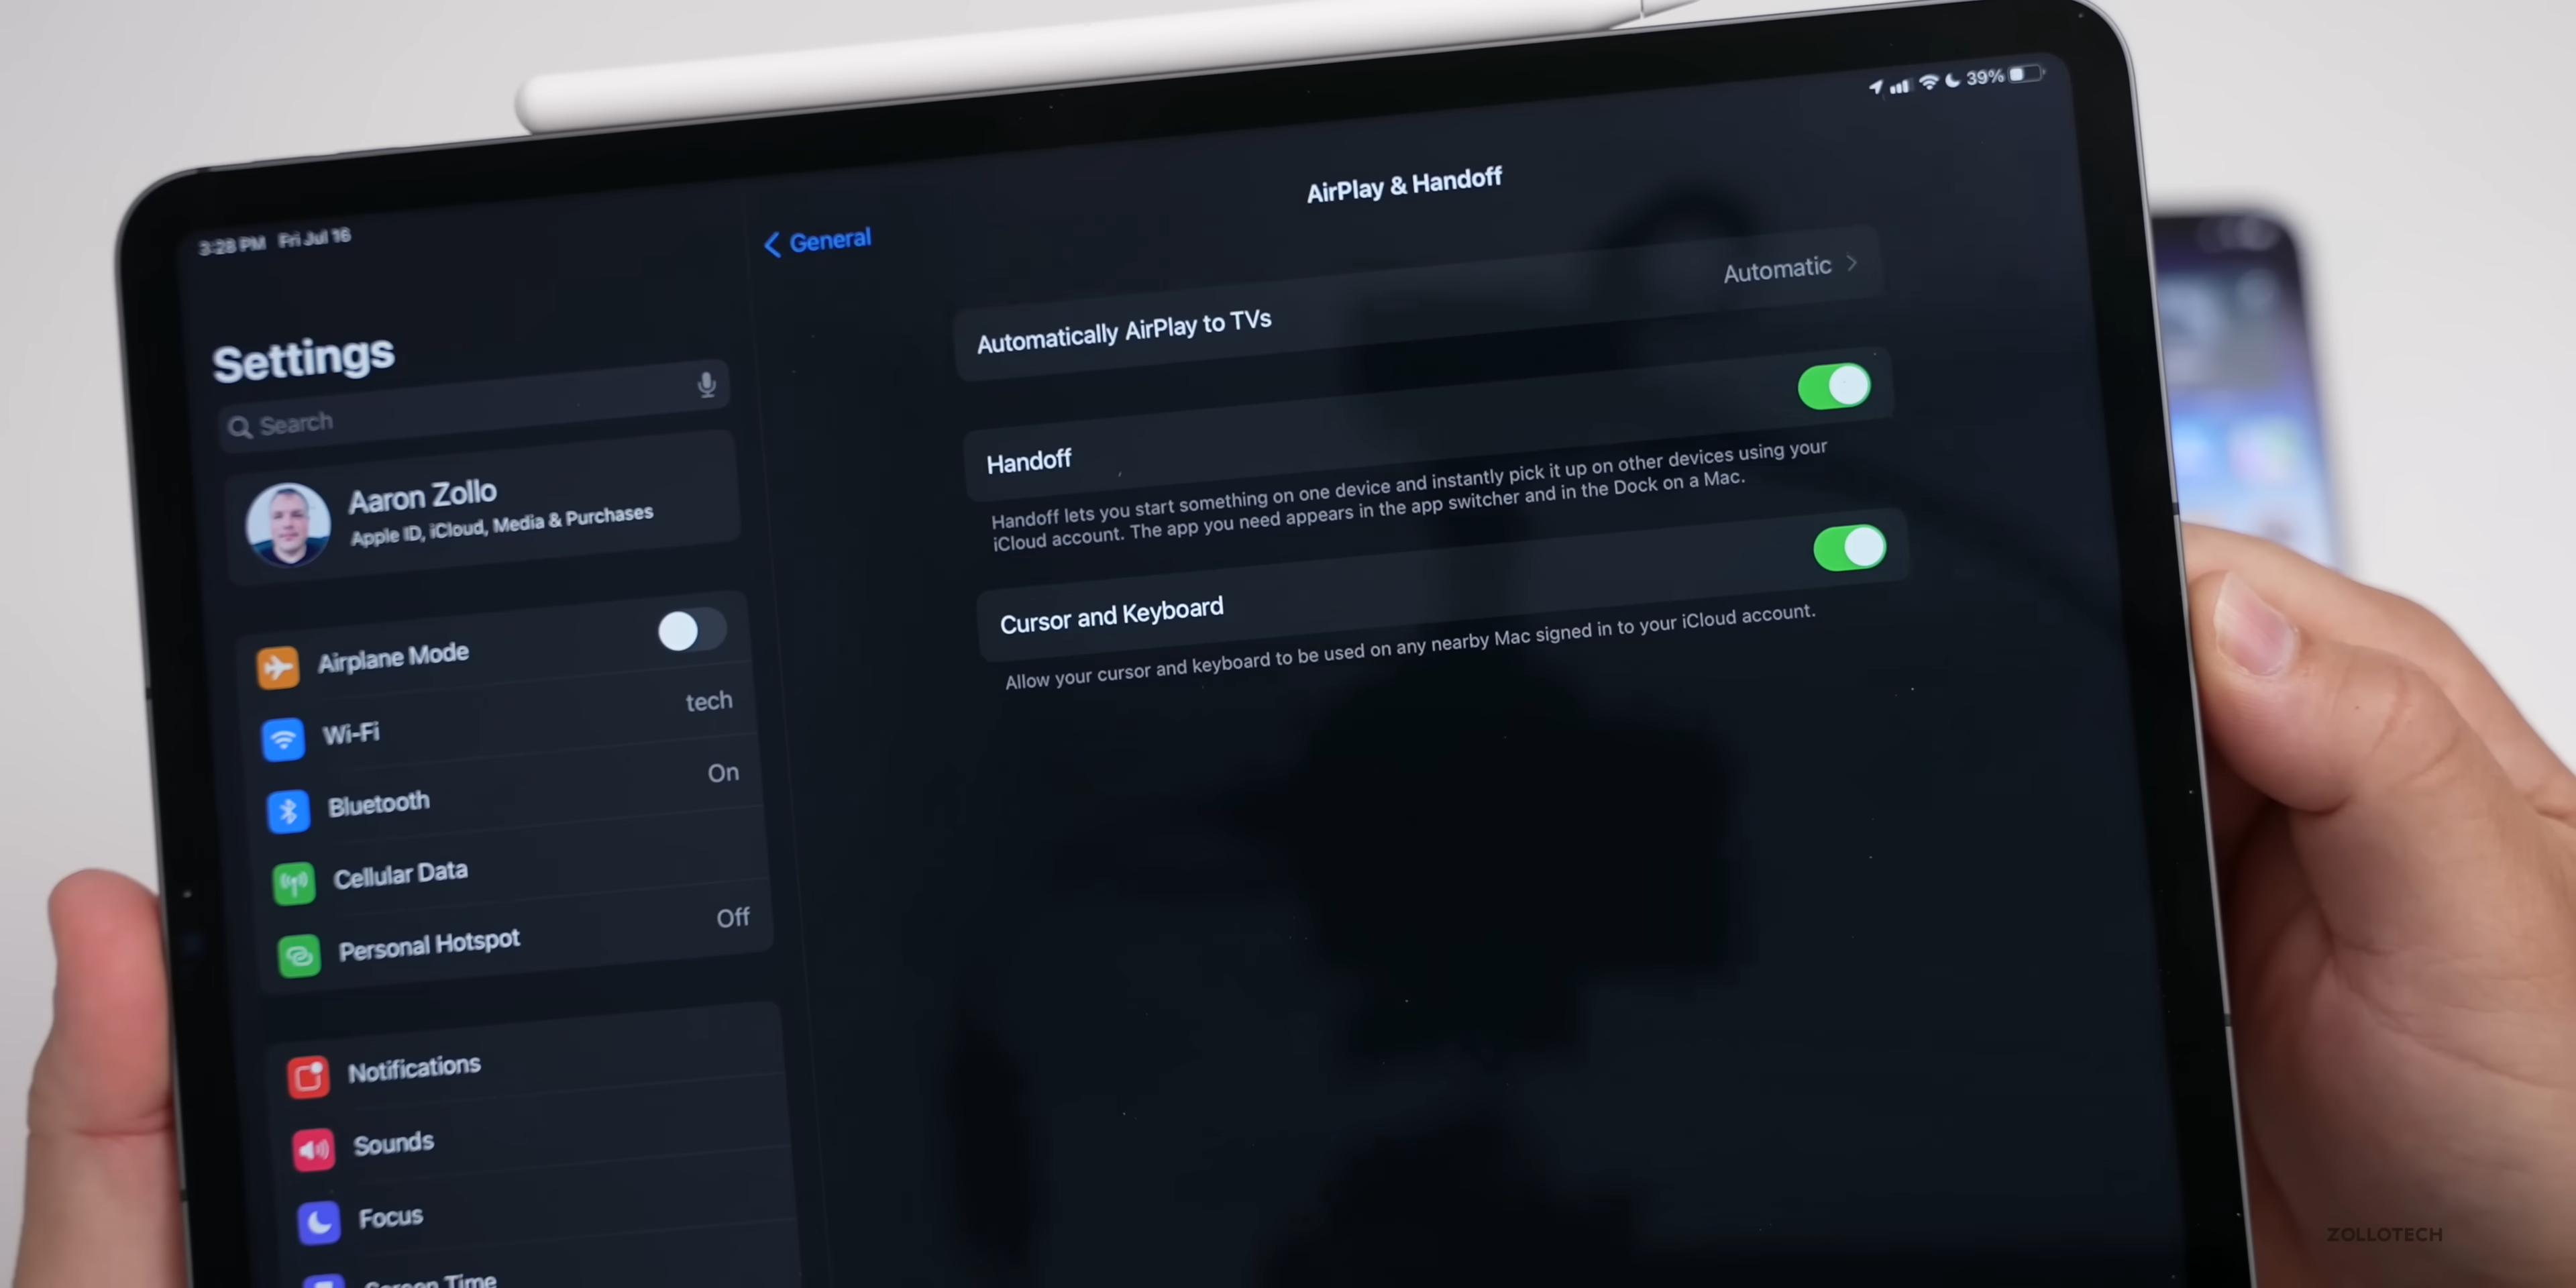 3:28 PM Fri Jul 16
39%
Settings
Search
Aaron Zollo
Apple ID, iCloud, Media & Purchases
Airplane Mode
Wi-Fi
tech
Bluetooth
On
Cellular Data
Personal Hotspot
Off
Notifications
Sounds
Focus
Screen Time
General
AirPlay & Handoff
Automatically AirPlay to TVs
Automatic
Handoff
Handoff lets you start something on one device and instantly pick it up on other devices using your
iCloud account. The app you need appears in the app switcher and in the Dock on a Mac.
Cursor and Keyboard
Allow your cursor and keyboard to be used on any nearby Mac signed in to your iCloud account.
ZOLLOTECH